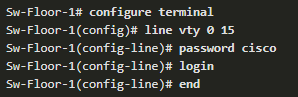 Sw-Floor-1# configure terminal
Sw-Floor-1(config)# line vty 0 15
Sw-Floor-1(config-line)# password cisco
Sw-Floor-1(config-line)# login
Sw-Floor-1(config-line)# end